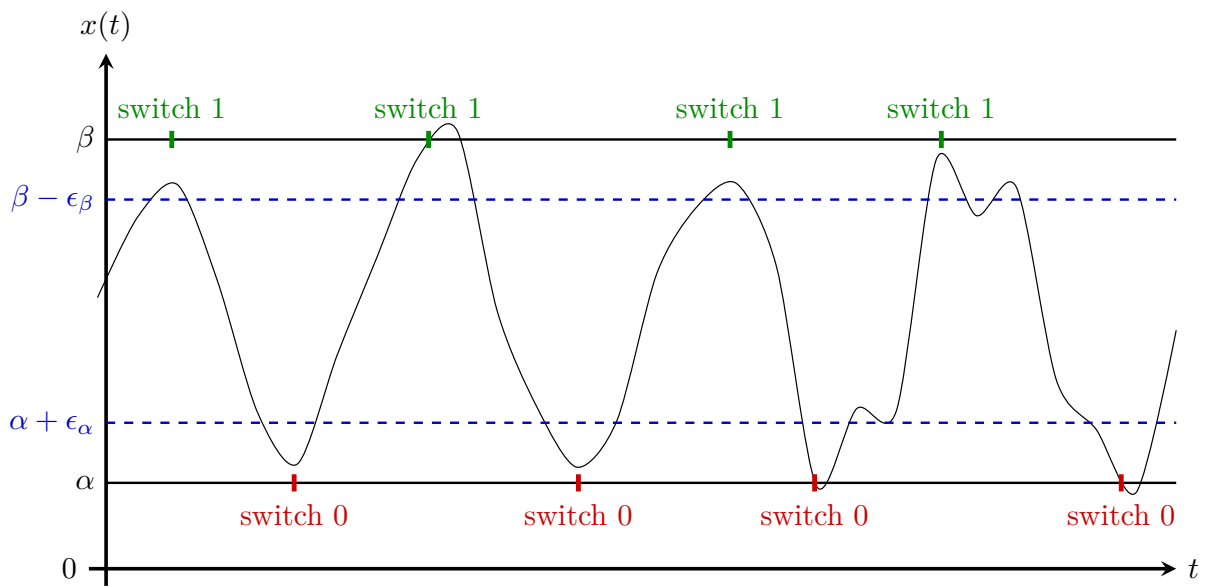 x(t)
switch 1 switch 1 switch 1 switch 1
β
β − ϵ_β
α + ϵ_α
α
switch 0 switch 0 switch 0 switch 0
0
t